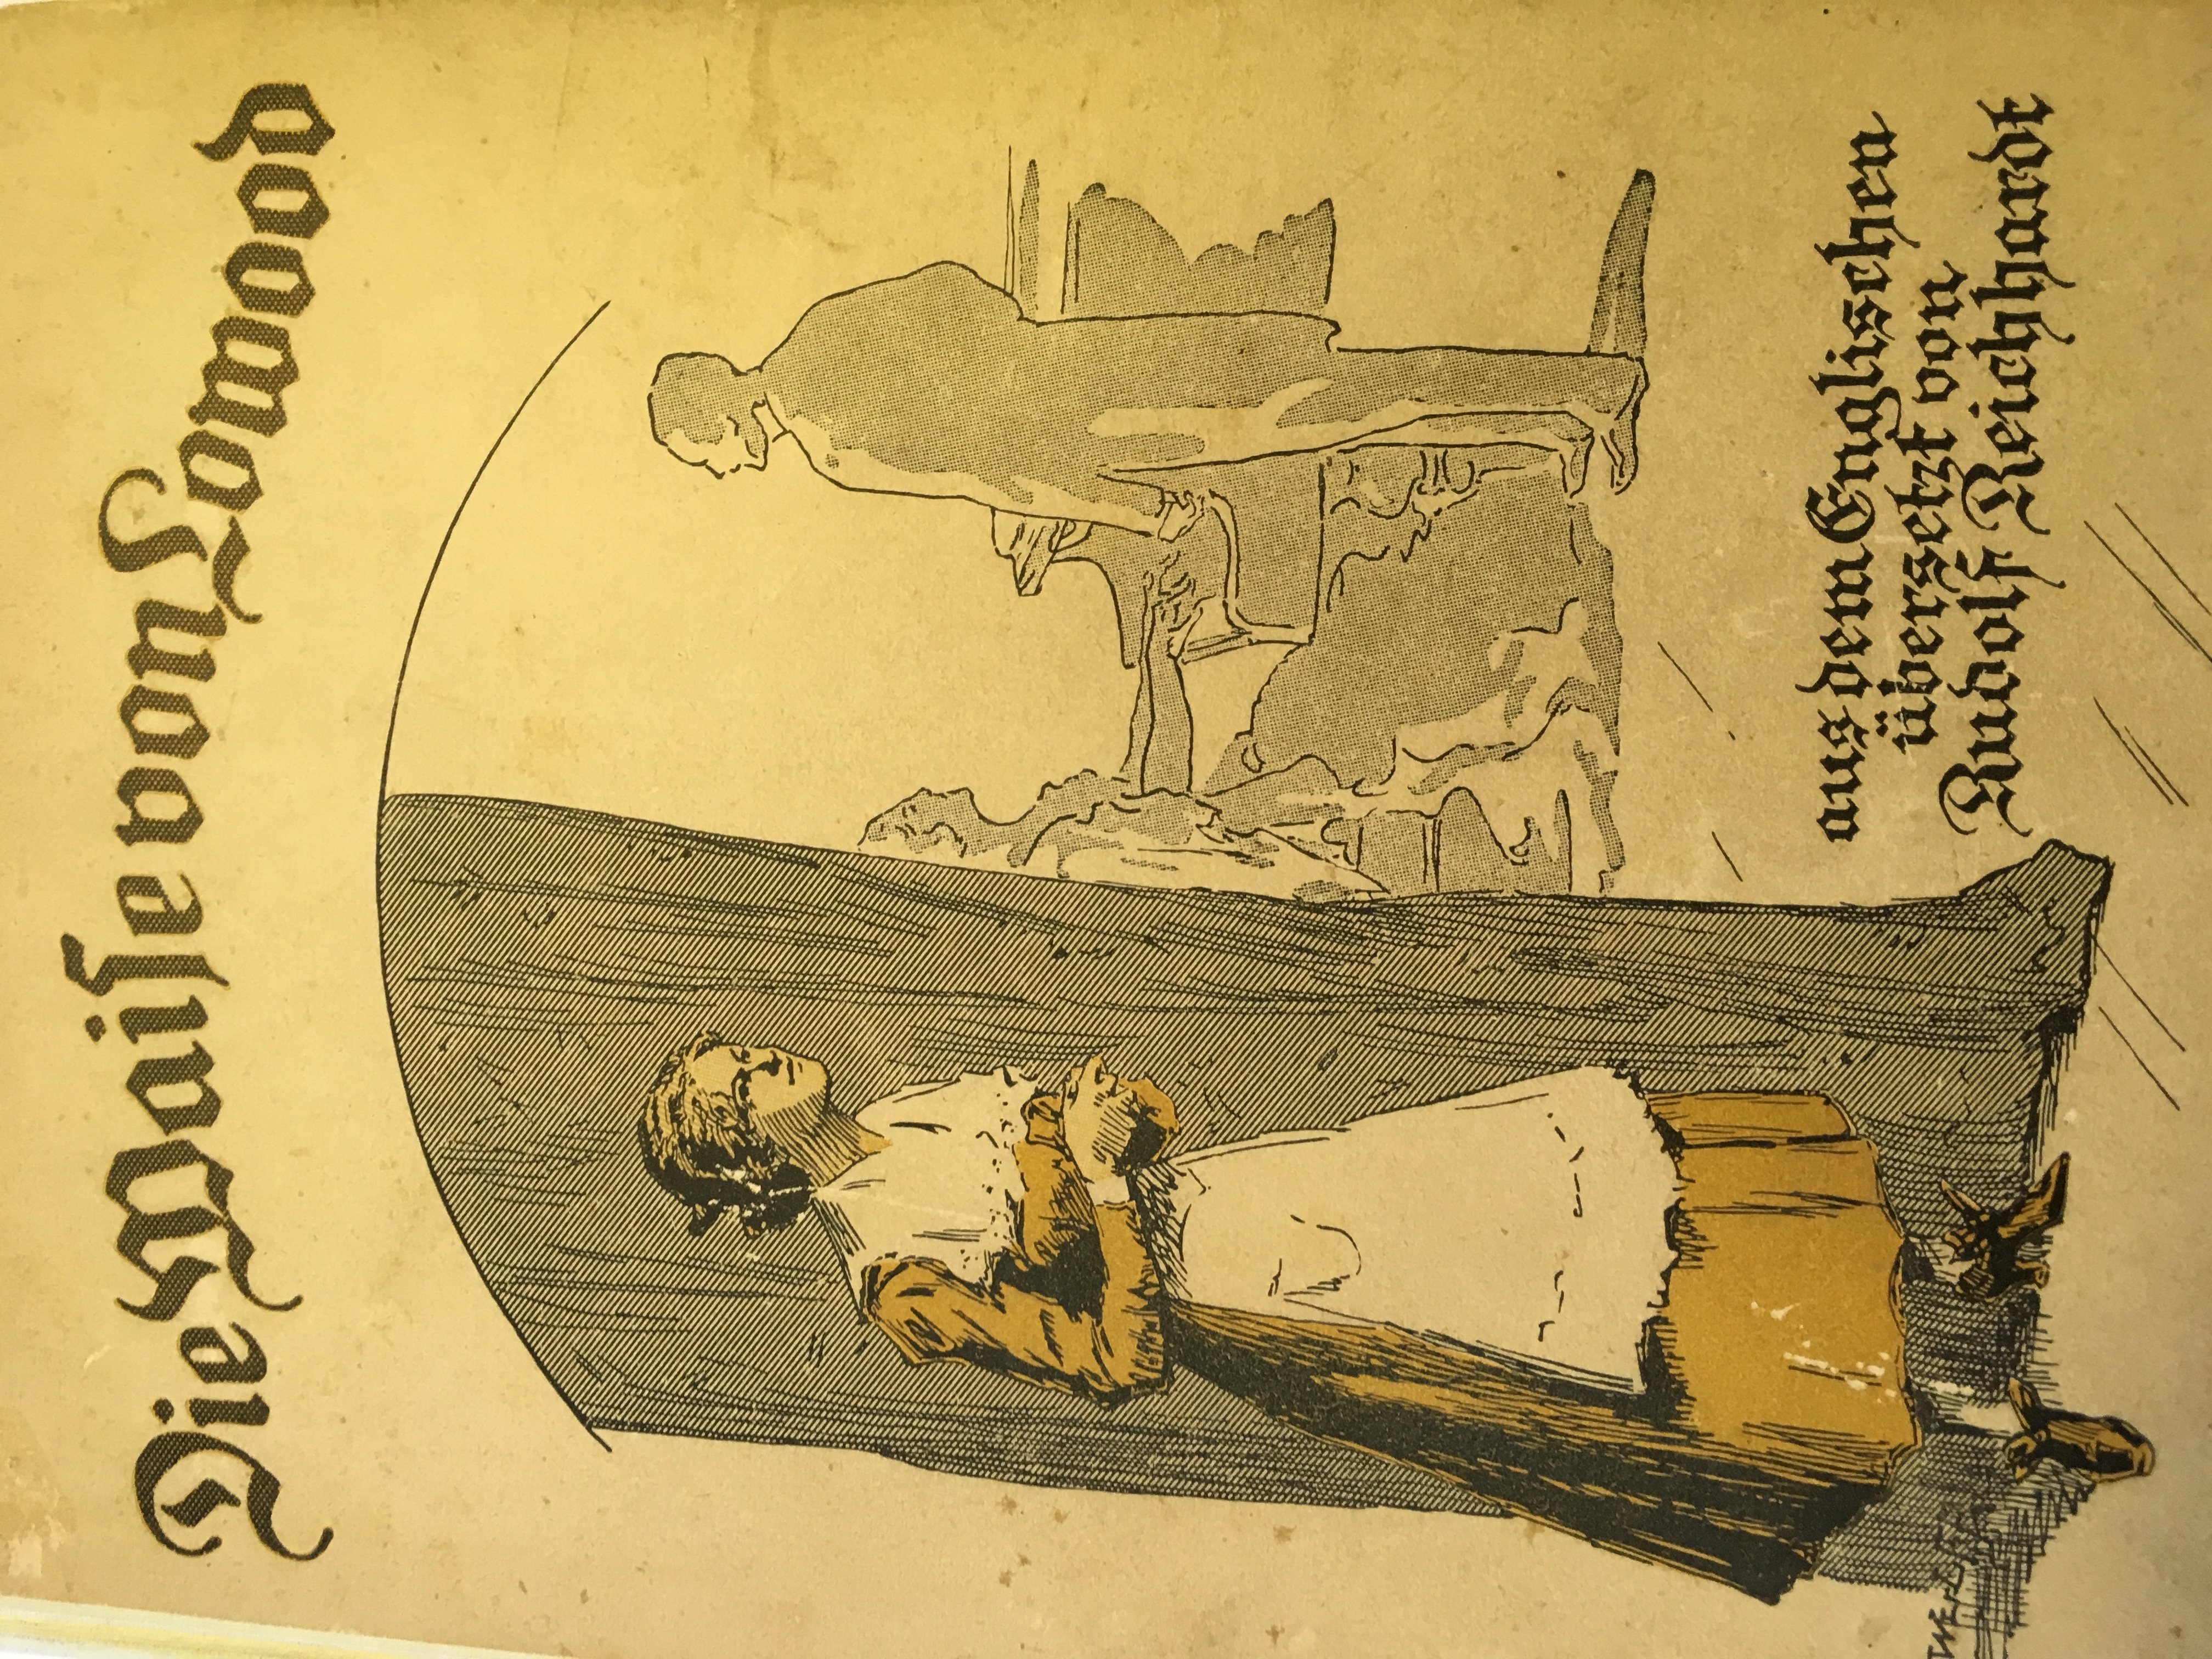 Die Waiſe von Lowood
aus dem Englischen
übersetzt von
Rudolf Reichhardt